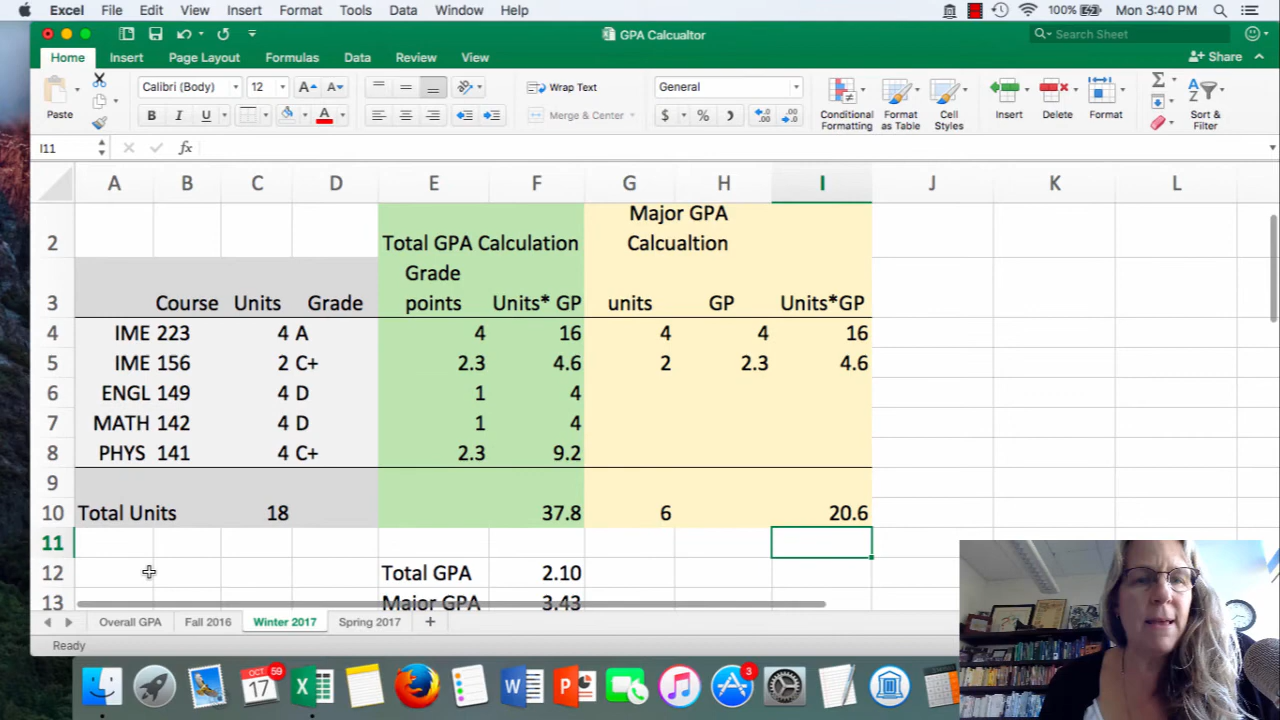 Excel File Edit View Insert Format Tools Data Window Help 100% Mon 3:40 PM
GPA Calcualtor Search Sheet
Home Insert Page Layout Formulas Data Review View Share
Calibri (Body) 12 A A Wrap Text General
Paste B I U A Merge & Center $ % Conditional Formatting Format as Table Cell Styles Insert Delete Format Sort & Filter
I11 fx
A B C D E F G H I J K L
2 Total GPA Calculation Major GPA Calcualtion
3 Course Units Grade Grade points Units* GP units GP Units*GP
4 IME 223 4 A 4 16 4 4 16
5 IME 156 2 C+ 2.3 4.6 2 2.3 4.6
6 ENGL 149 4 D 1 4
7 MATH 142 4 D 1 4
8 PHYS 141 4 C+ 2.3 9.2
9
10 Total Units 18 37.8 6 20.6
11
12 Total GPA 2.10
13 Major GPA 3.43
Overall GPA Fall 2016 Winter 2017 Spring 2017 +
Ready
OCT 17 59 W P 3